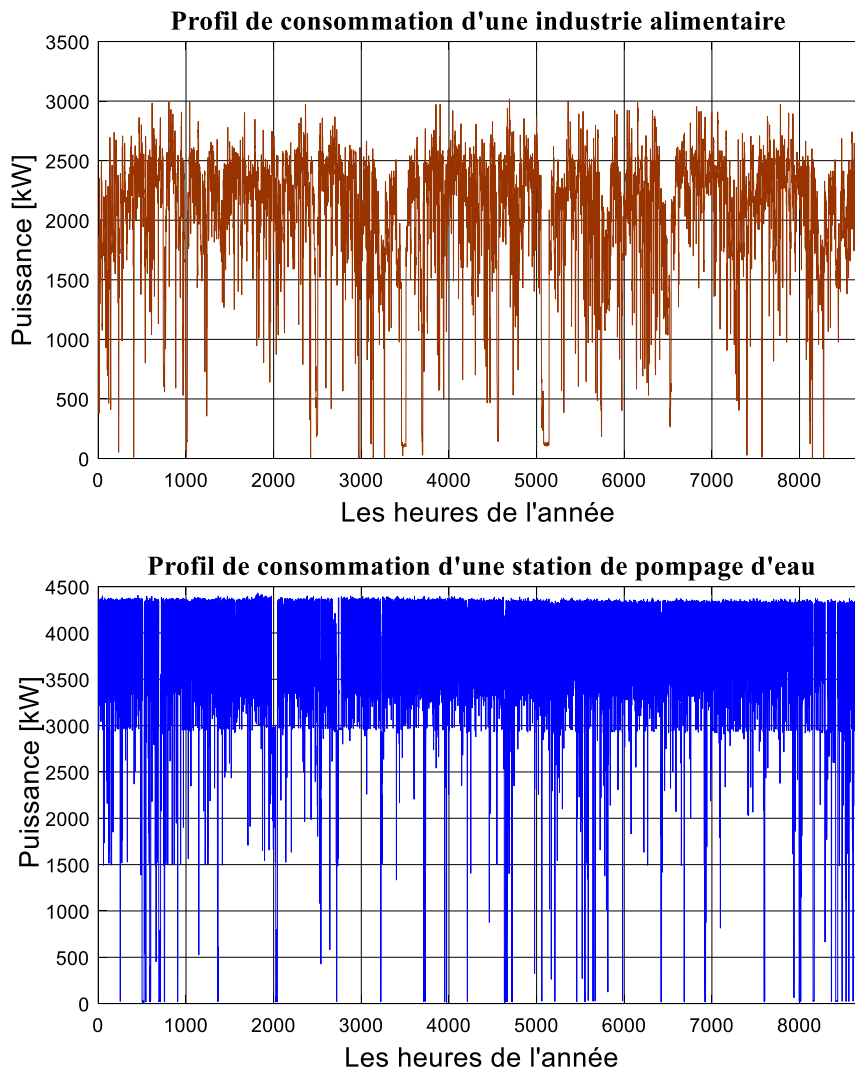 Profil de consommation d'une industrie alimentaire
3500
3000
2500
2000
1500
1000
500
0
Puissance [kW]
0 1000 2000 3000 4000 5000 6000 7000 8000
Les heures de l'année
Profil de consommation d'une station de pompage d'eau
4500
4000
3500
3000
2500
2000
1500
1000
500
0
Puissance [kW]
0 1000 2000 3000 4000 5000 6000 7000 8000
Les heures de l'année